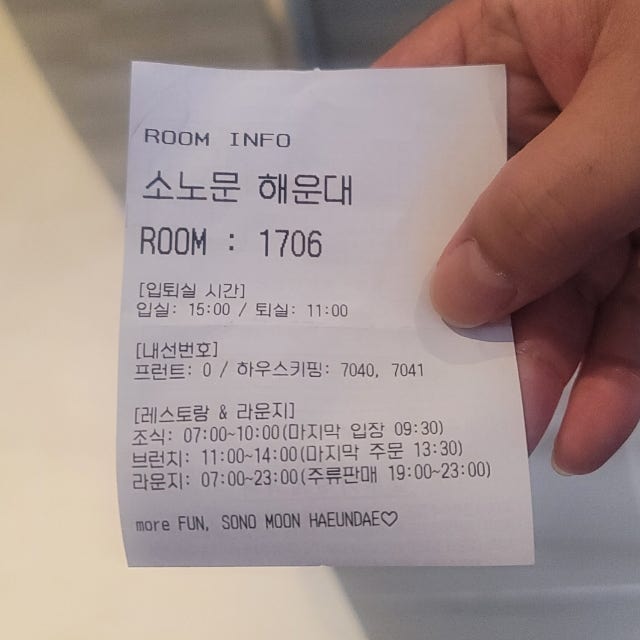 ROOM INFO
소노문 해운대
ROOM : 1706
[입퇴실 시간]
입실: 15:00 / 퇴실: 11:00
[내선번호]
프런트: 0 / 하우스키핑: 7040, 7041
[레스토랑 & 라운지]
조식: 07:00~10:00(마지막 입장 09:30)
브런치: 11:00~14:00(마지막 주문 13:30)
라운지: 07:00~23:00(주류판매 19:00~23:00)
more FUN, SONO MOON HAEUNDAE♡